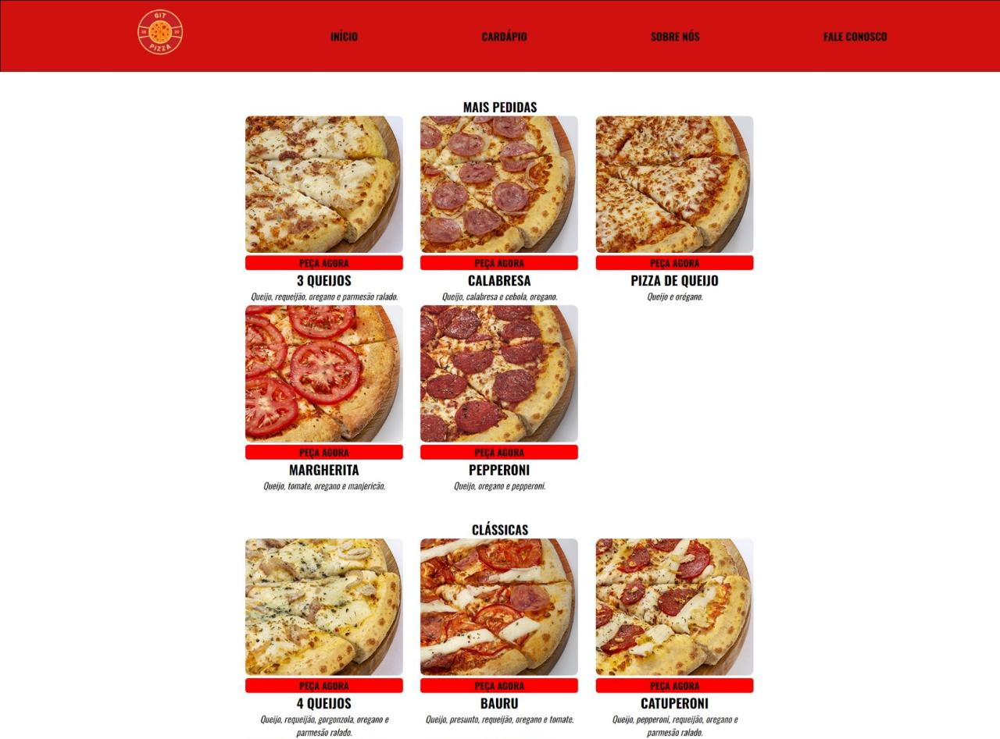 GIT
20 20
PIZZA
INÍCIO CARDÁPIO SOBRE NÓS FALE CONOSCO
MAIS PEDIDAS
PEÇA AGORA PEÇA AGORA PEÇA AGORA
3 QUEIJOS CALABRESA PIZZA DE QUEIJO
Queijo, requeijão, oregano e parmesão ralado. Queijo, calabresa e cebola, oregano. Queijo e orégano.
PEÇA AGORA PEÇA AGORA
MARGHERITA PEPPERONI
Queijo, tomate, oregano e manjericão. Queijo, oregano e pepperoni.
CLÁSSICAS
PEÇA AGORA PEÇA AGORA PEÇA AGORA
4 QUEIJOS BAURU CATUPERONI
Queijo, requeijão, gorgonzola, oregano e Queijo, presunto, requeijão, oregano e tomate. Queijo, pepperoni, requeijão, oregano e
parmesão ralado. parmesão ralado.